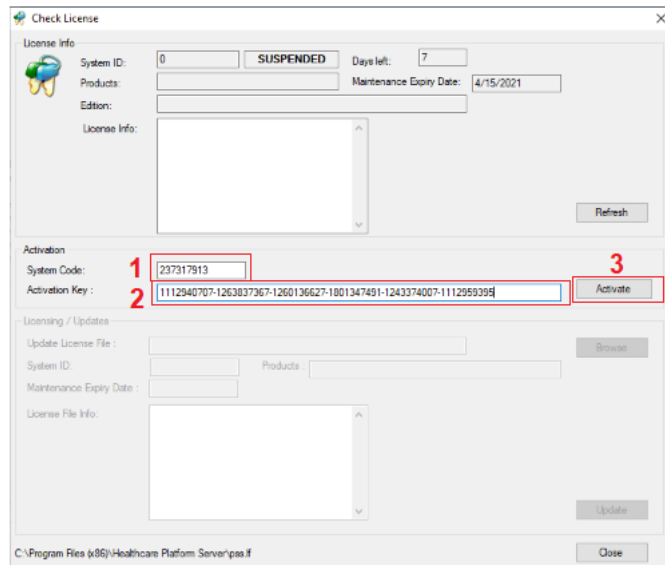 Check License
License Info
System ID: 0 SUSPENDED Days left: 7
Products: Maintenance Expiry Date: 4/15/2021
Edition:
License Info:
Refresh
Activation
1 3
System Code: 237317913
Activation Key : 1112940707-1263837367-1260136627-1801347491-1243374007-1112959395 Activate
2
Licensing / Updates
Update License File : Browse
System ID: Products :
Maintenance Expiry Date :
License File Info:
Update
C:\Program Files (x86)\Healthcare Platform Server\pss.lf Close